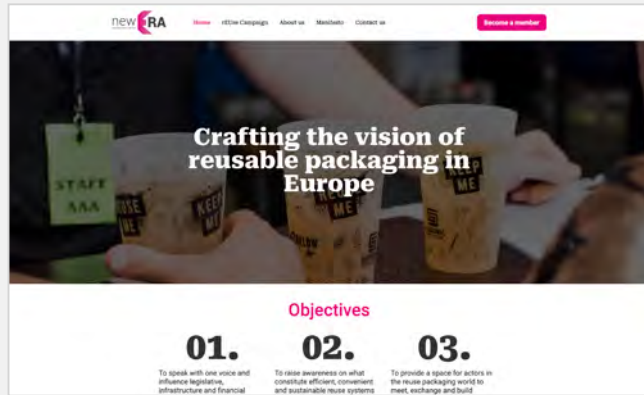 new ERA
Home rEUse Campaign About us Manifesto Contact us
Become a member
Crafting the vision of
reusable packaging in
Europe
STAFF
AAA
KEEP
ME
KEEP
ME
Objectives
01. 02. 03.
To speak with one voice and
influence legislative,
infrastructure and financial
To raise awareness on what
constitute efficient, convenient
and sustainable reuse systems
To provide a space for actors in
the reuse packaging world to
meet, exchange and build